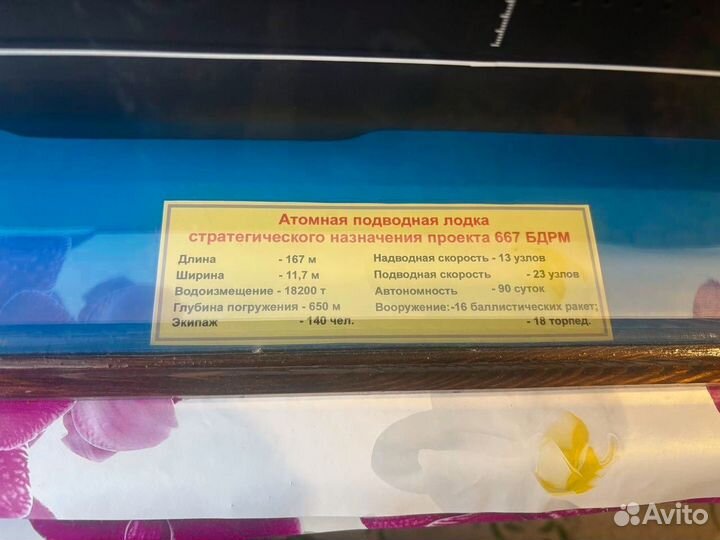 Атомная подводная лодка
стратегического назначения проекта 667 БДРМ
Длина - 167 м
Ширина - 11,7 м
Водоизмещение - 18200 т
Глубина погружения - 650 м
Экипаж - 140 чел.
Надводная скорость - 13 узлов
Подводная скорость - 23 узлов
Автономность - 90 суток
Вооружение: -16 баллистических ракет;
- 18 торпед.
Avito